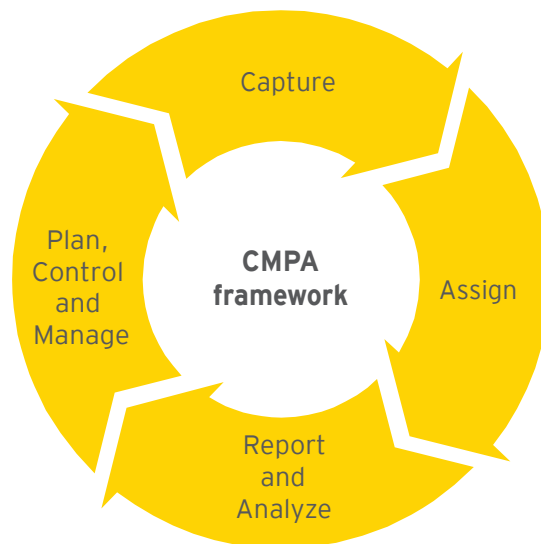 Capture
Assign
Report
and
Analyze
Plan,
Control
and
Manage
CMPA
framework